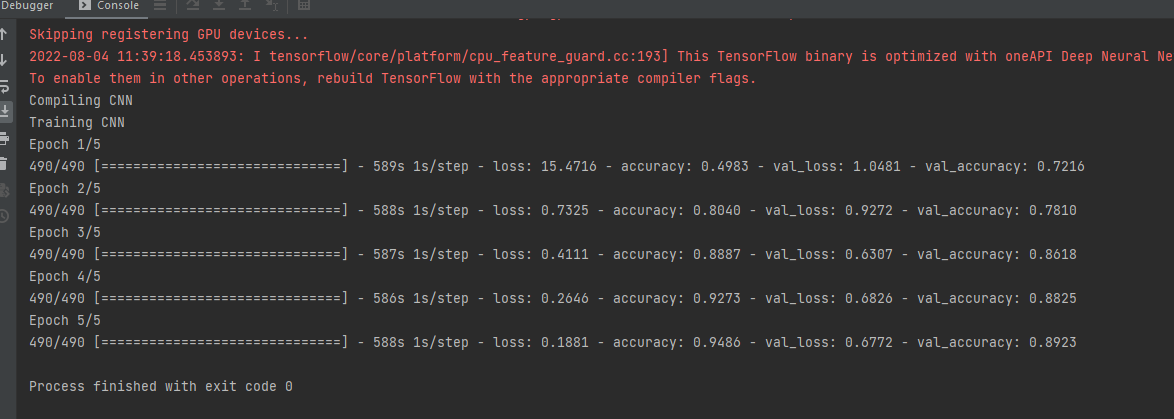 Debugger Console
Skipping registering GPU devices...
2022-08-04 11:39:18.453893: I tensorflow/core/platform/cpu_feature_guard.cc:193] This TensorFlow binary is optimized with oneAPI Deep Neural Ne
To enable them in other operations, rebuild TensorFlow with the appropriate compiler flags.
Compiling CNN
Training CNN
Epoch 1/5
490/490 [==============================] - 589s 1s/step - loss: 15.4716 - accuracy: 0.4983 - val_loss: 1.0481 - val_accuracy: 0.7216
Epoch 2/5
490/490 [==============================] - 588s 1s/step - loss: 0.7325 - accuracy: 0.8040 - val_loss: 0.9272 - val_accuracy: 0.7810
Epoch 3/5
490/490 [==============================] - 587s 1s/step - loss: 0.4111 - accuracy: 0.8887 - val_loss: 0.6307 - val_accuracy: 0.8618
Epoch 4/5
490/490 [==============================] - 586s 1s/step - loss: 0.2646 - accuracy: 0.9273 - val_loss: 0.6826 - val_accuracy: 0.8825
Epoch 5/5
490/490 [==============================] - 588s 1s/step - loss: 0.1881 - accuracy: 0.9486 - val_loss: 0.6772 - val_accuracy: 0.8923
Process finished with exit code 0